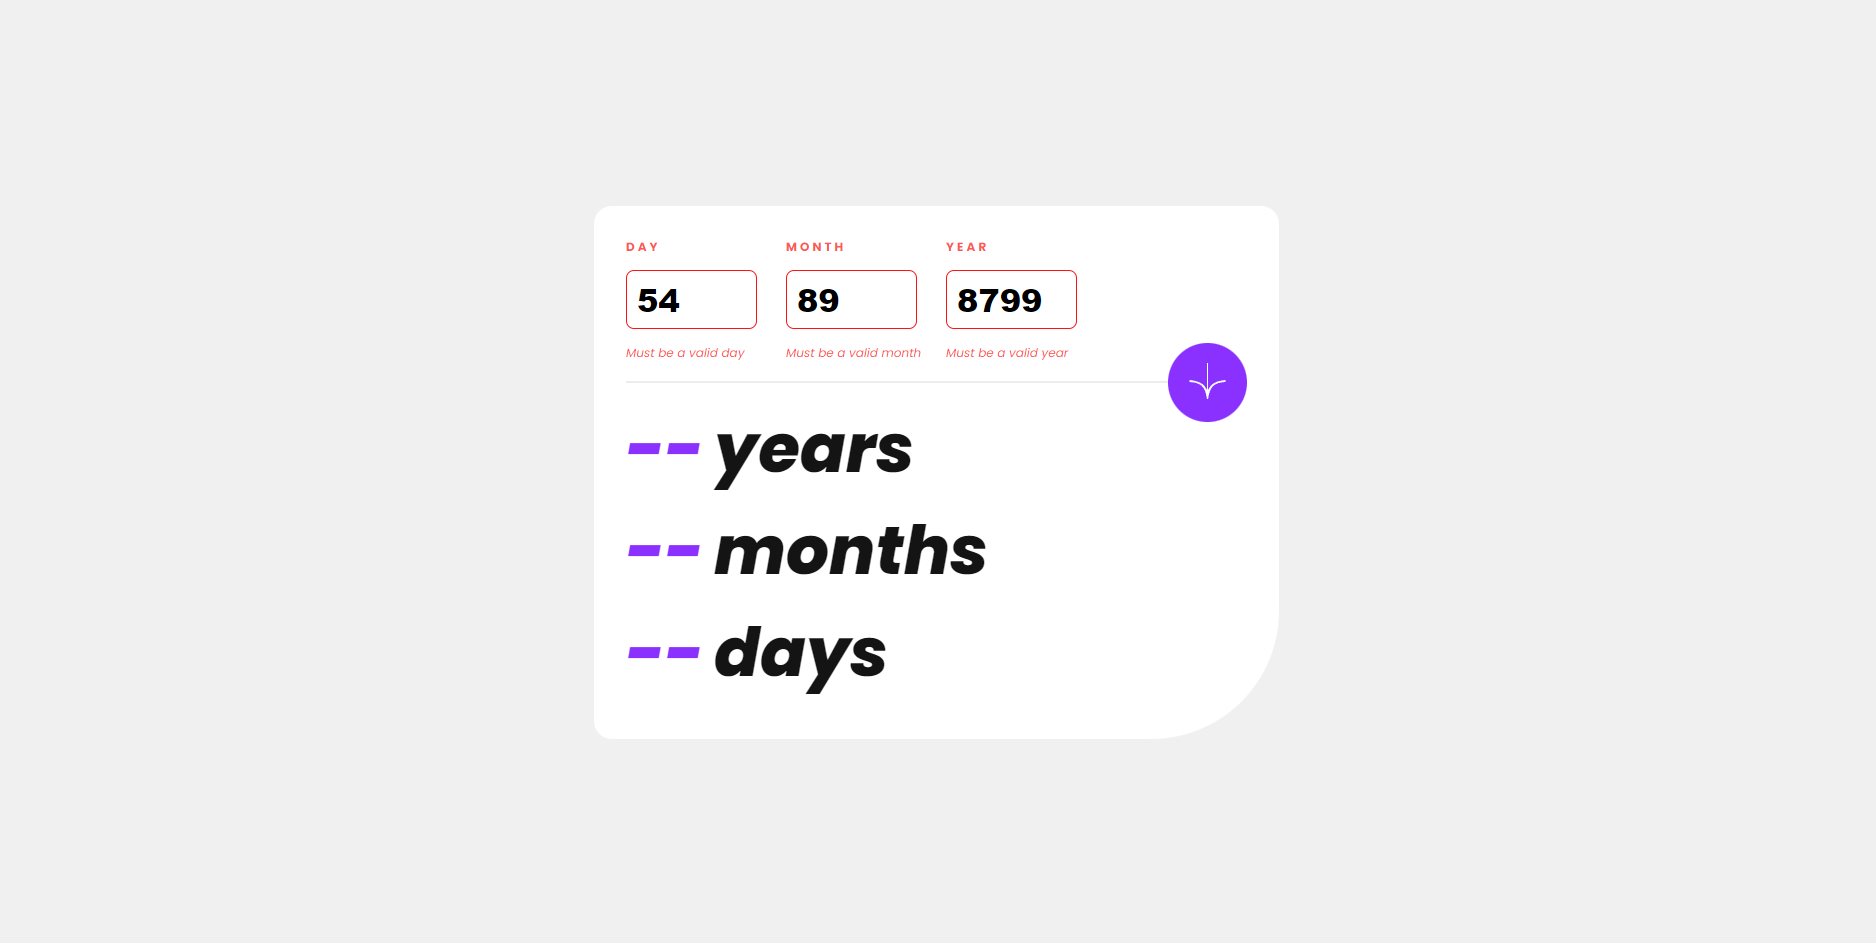 DAY MONTH YEAR
54 89 8799
Must be a valid day Must be a valid month Must be a valid year
-- years
-- months
-- days